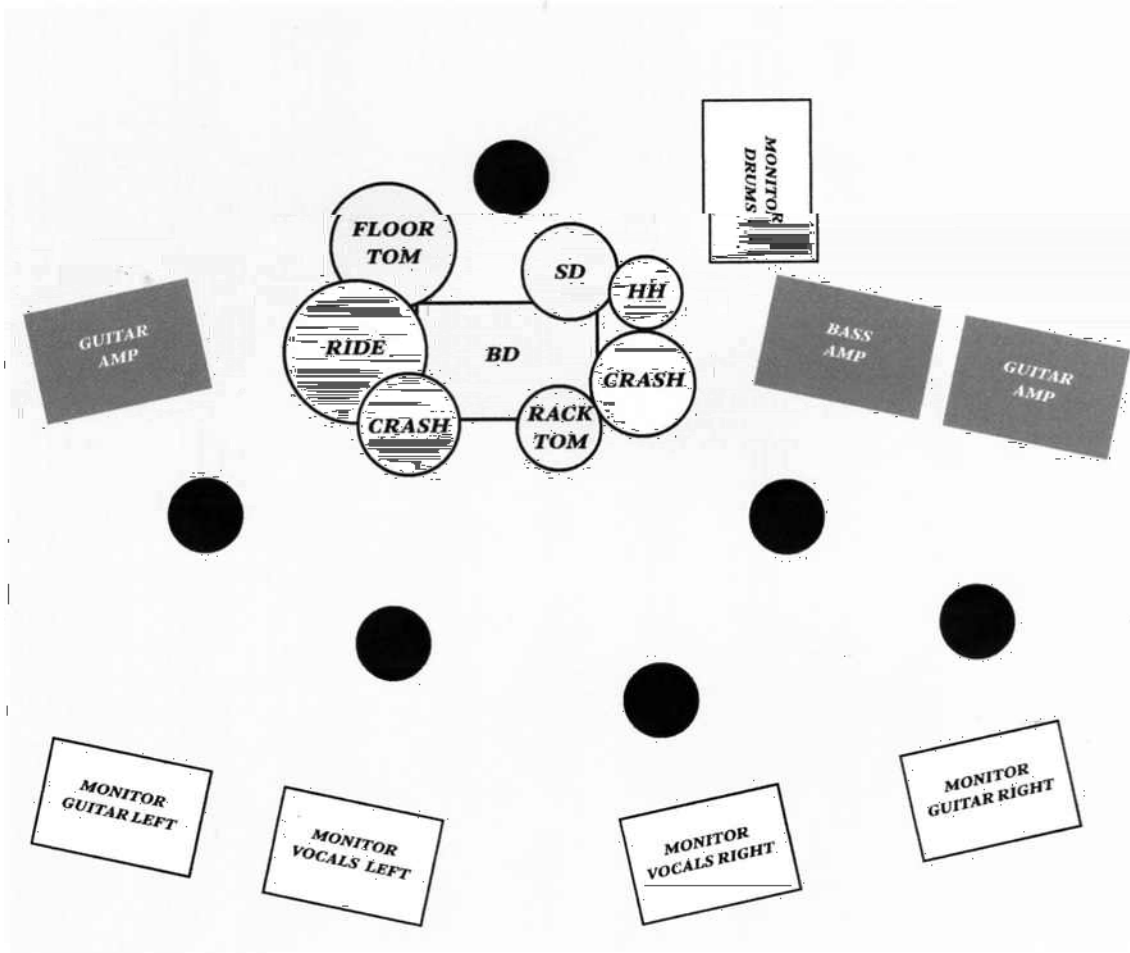 MONITOR
DRUMS
FLOOR
TOM
SD
HH
GUITAR
AMP
RIDE
BD
CRASH
BASS
AMP
GUITAR
AMP
CRASH
RACK
TOM
MONITOR
GUITAR LEFT
MONITOR
VOCALS LEFT
MONITOR
VOCALS RIGHT
MONITOR
GUITAR RIGHT